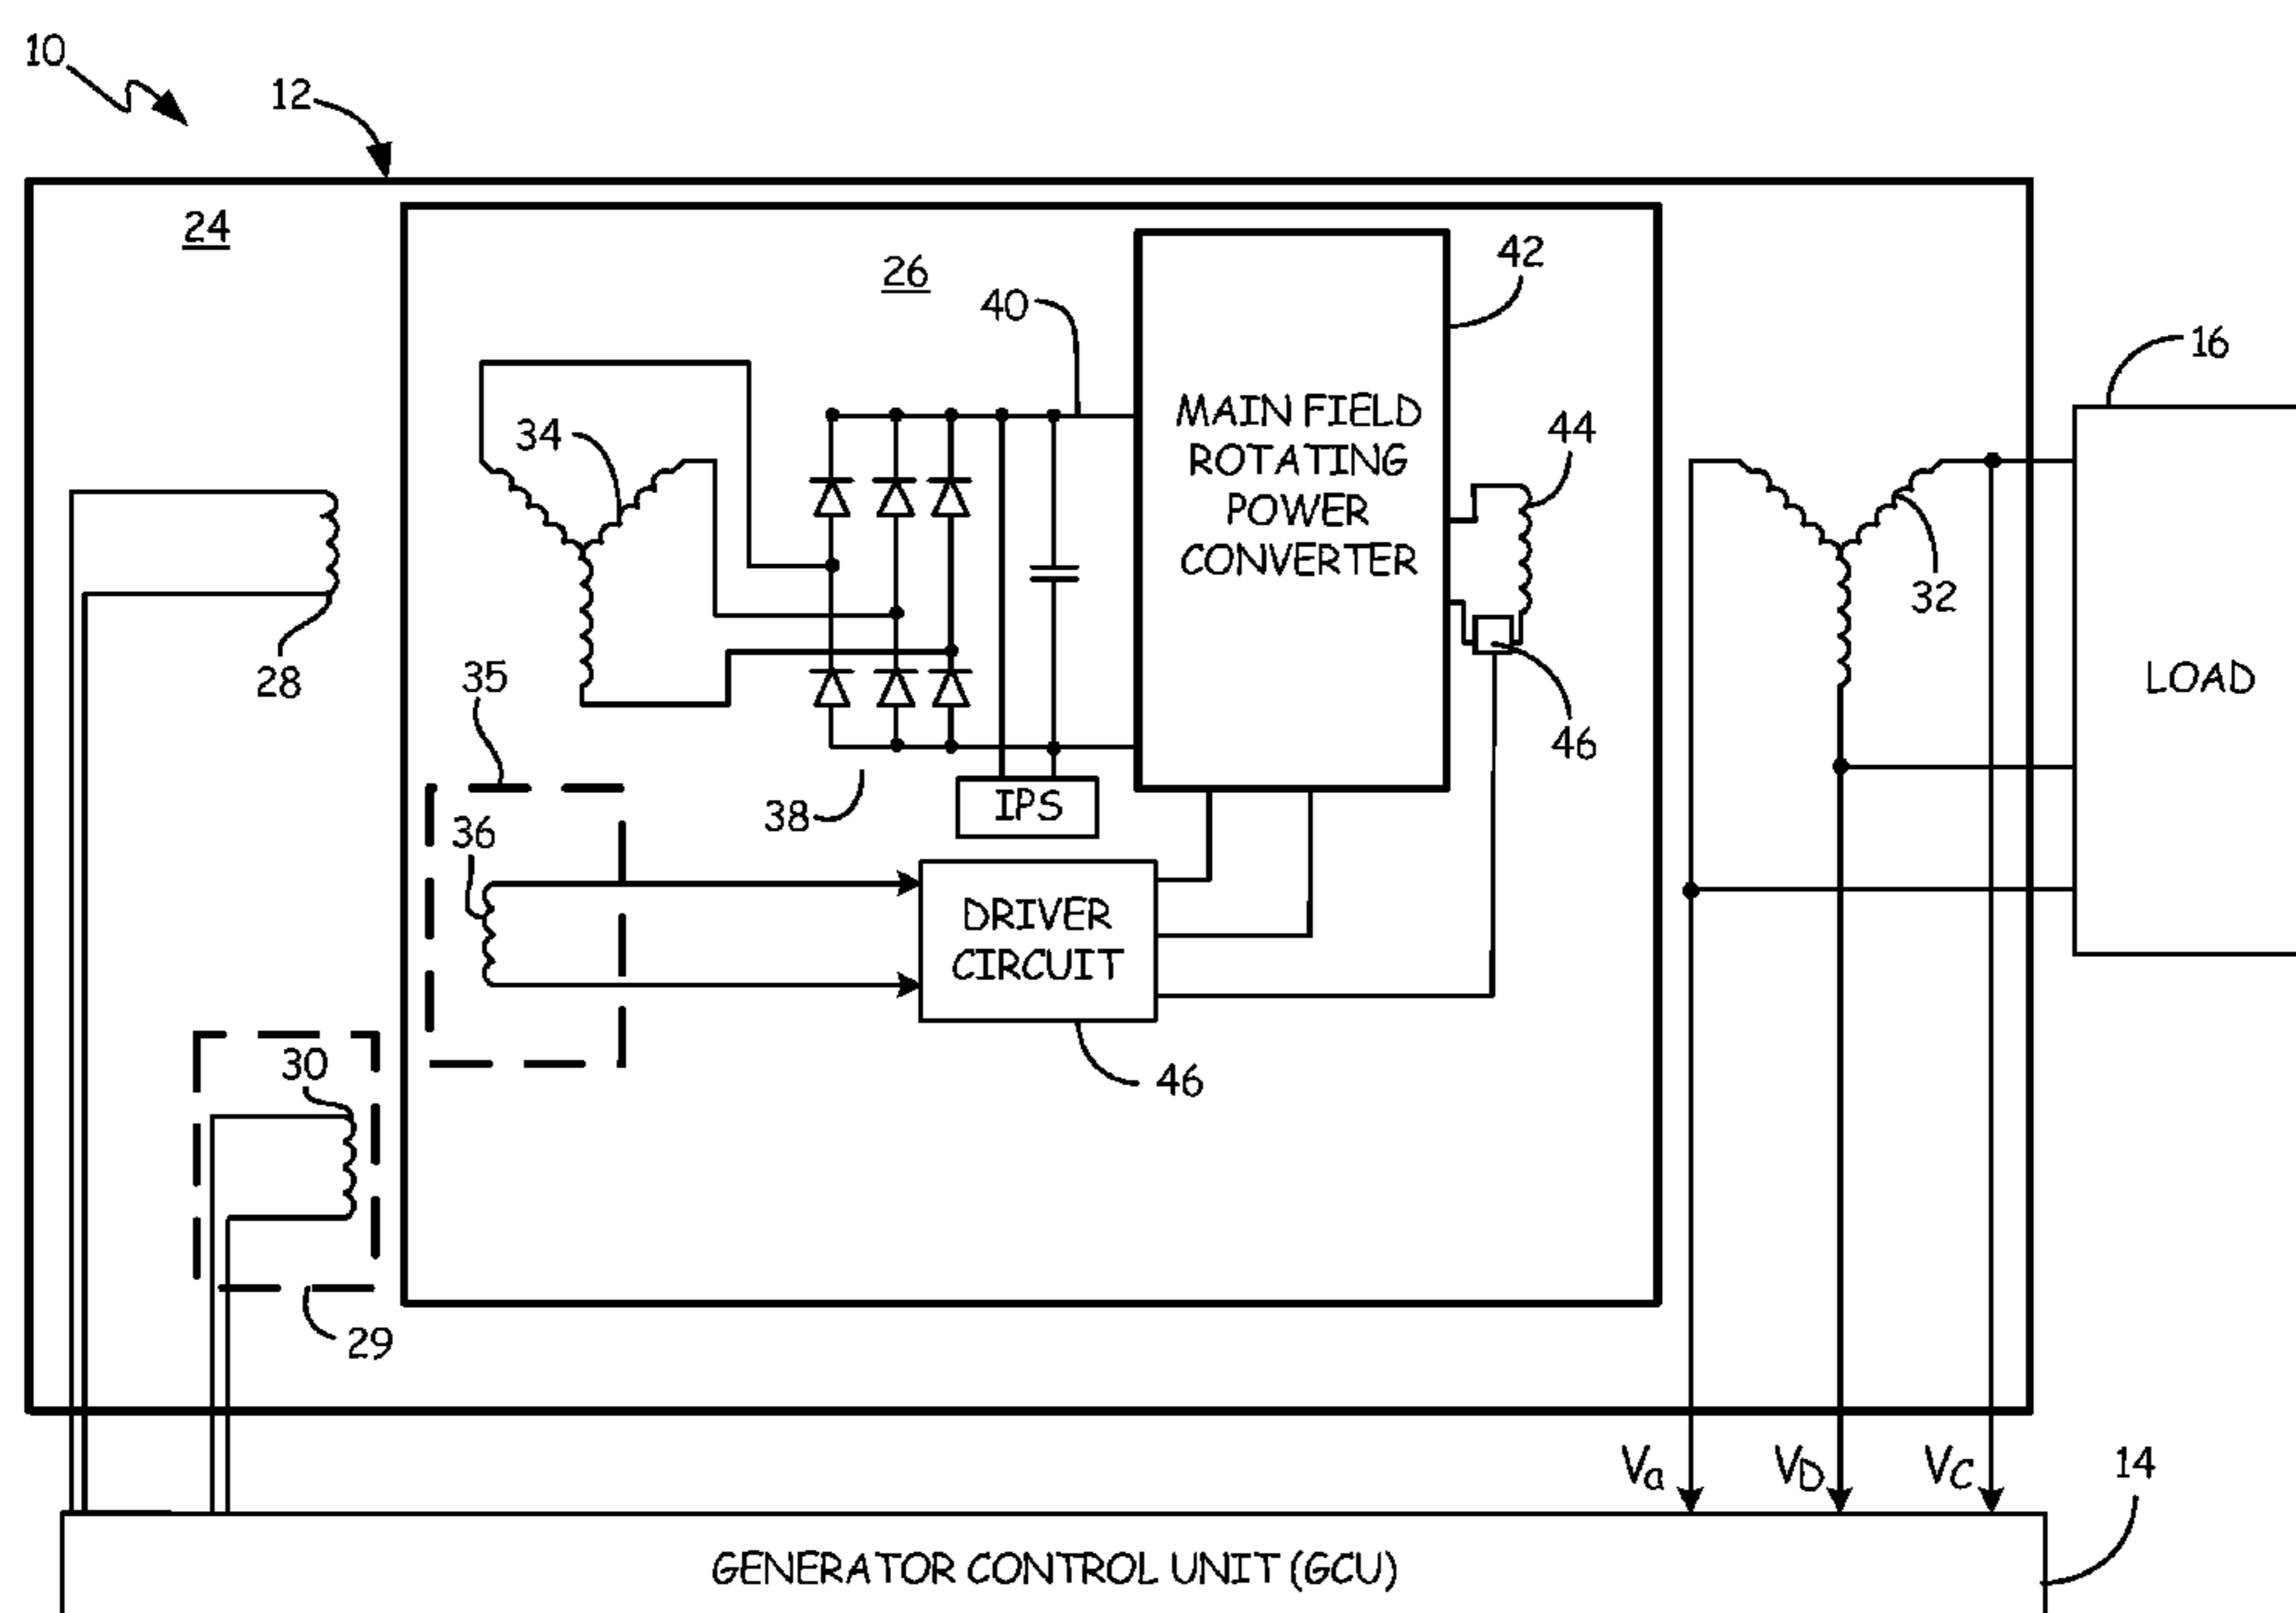 10
12
24
26
42
40
16
MAIN FIELD
ROTATING
POWER
CONVERTER
34
44
32
28
35
LOAD
46
38
IPS
36
DRIVER
CIRCUIT
30
46
29
Va
VD
VC
14
GENERATOR CONTROL UNIT (GCU)